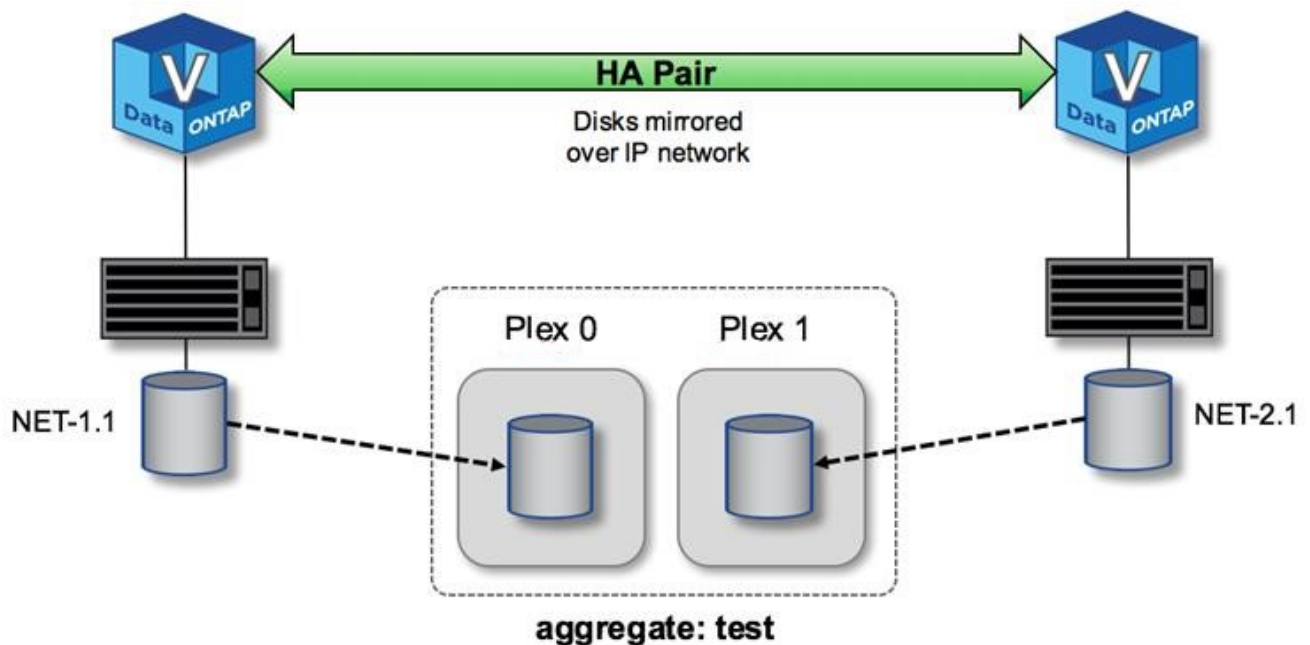 V
Data ONTAP
V
Data ONTAP
HA Pair
Disks mirrored
over IP network
Plex 0
Plex 1
NET-1.1
NET-2.1
aggregate: test